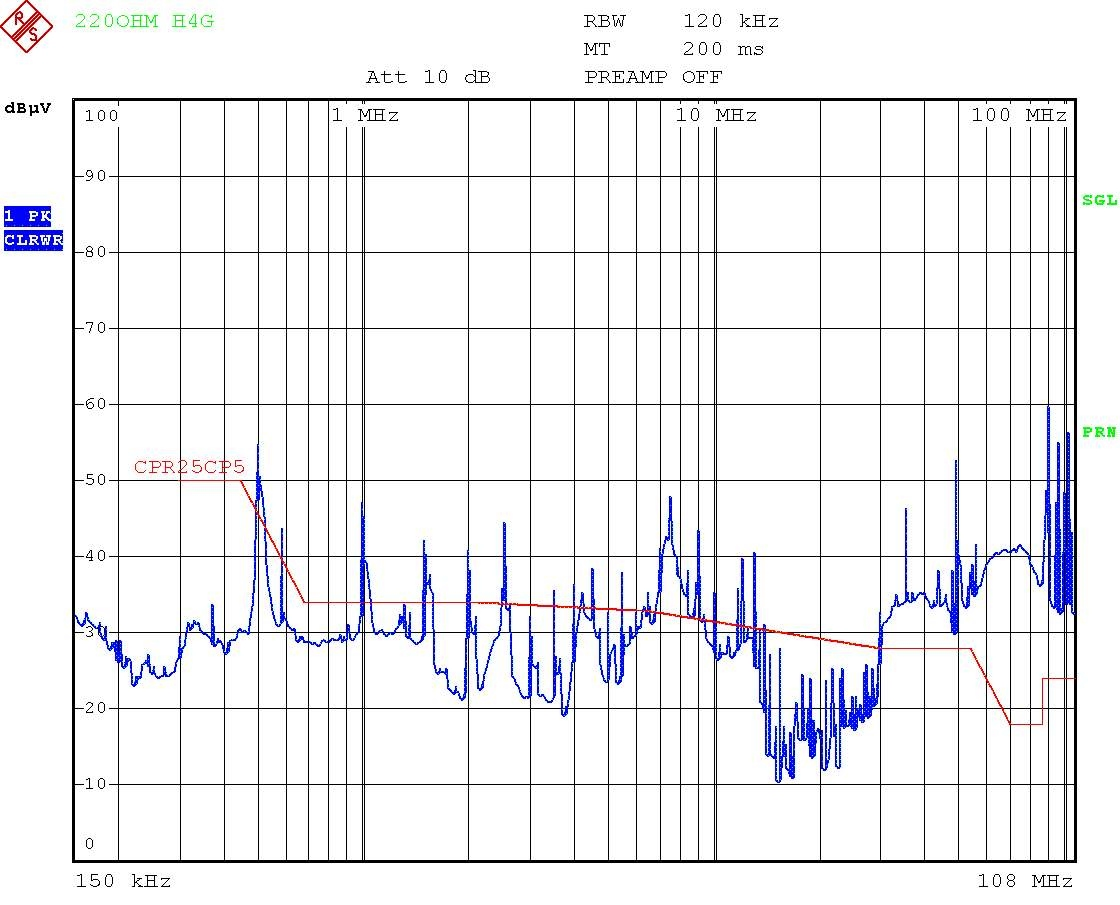 R
S
220OHM H4G
RBW 120 kHz
MT 200 ms
Att 10 dB PREAMP OFF
dBµV
100 1 MHz 10 MHz 100 MHz
90
SGL
1 PK
CLRWR
80
70
60
PRN
CPR25CP5
50
40
30
20
10
0
150 kHz 108 MHz